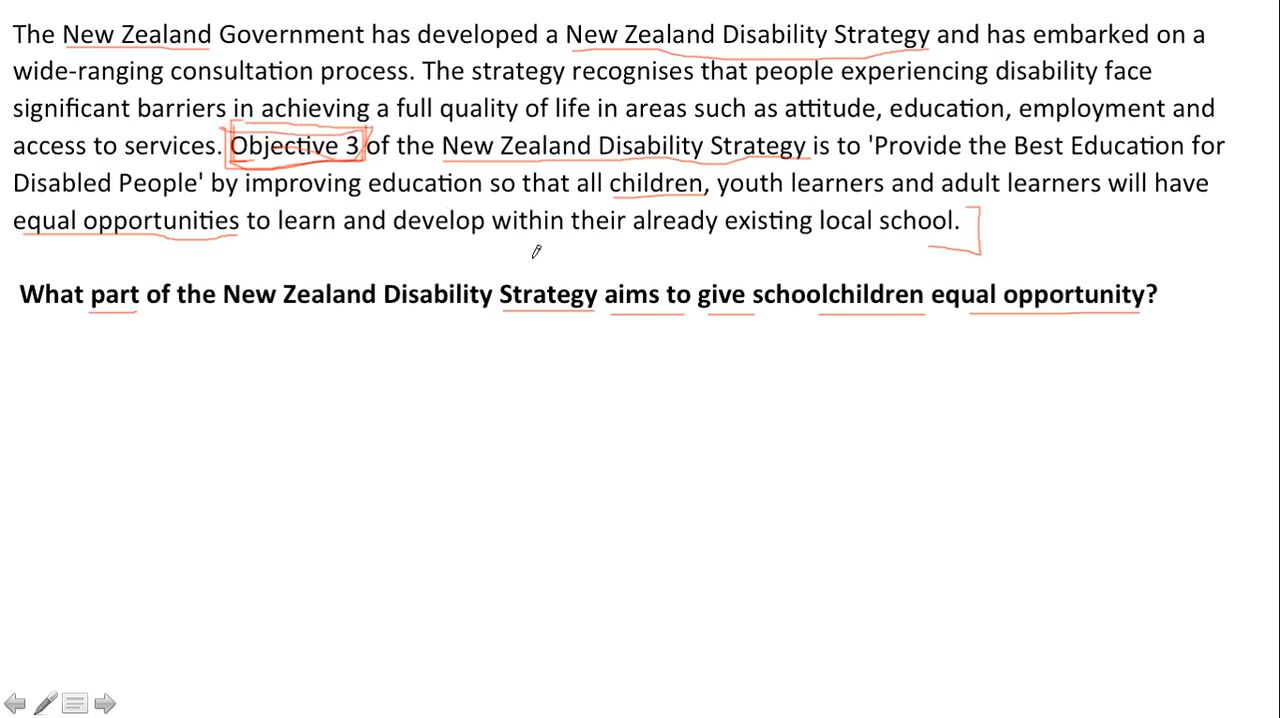 The New Zealand Government has developed a New Zealand Disability Strategy and has embarked on a
wide-ranging consultation process. The strategy recognises that people experiencing disability face
significant barriers in achieving a full quality of life in areas such as attitude, education, employment and
access to services. Objective 3 of the New Zealand Disability Strategy is to 'Provide the Best Education for
Disabled People' by improving education so that all children, youth learners and adult learners will have
equal opportunities to learn and develop within their already existing local school.
What part of the New Zealand Disability Strategy aims to give schoolchildren equal opportunity?